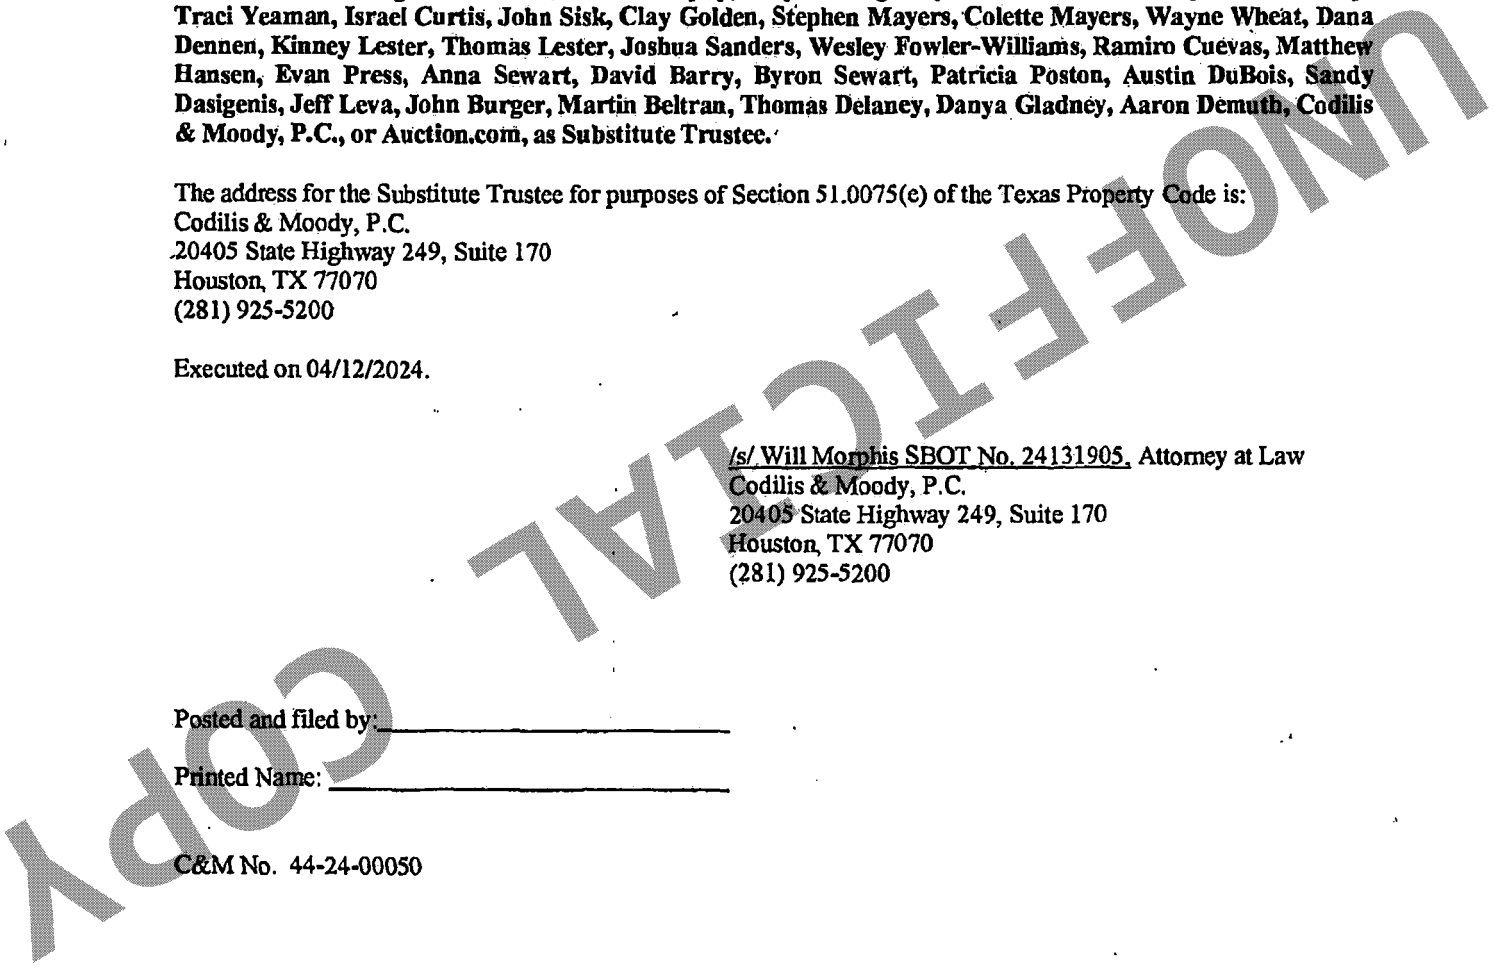 Traci Yeaman, Israel Curtis, John Sisk, Clay Golden, Stephen Mayers, Colette Mayers, Wayne Wheat, Dana
Dennen, Kinney Lester, Thomas Lester, Joshua Sanders, Wesley Fowler-Williams, Ramiro Cuevas, Matthew
Hansen, Evan Press, Anna Sewart, David Barry, Byron Sewart, Patricia Poston, Austin DuBois, Sandy
Dasigenis, Jeff Leva, John Burger, Martin Beltran, Thomas Delaney, Danya Gladney, Aaron Demuth, Codilis
& Moody, P.C., or Auction.com, as Substitute Trustee.
The address for the Substitute Trustee for purposes of Section 51.0075(e) of the Texas Property Code is:
Codilis & Moody, P.C.
20405 State Highway 249, Suite 170
Houston, TX 77070
(281) 925-5200
Executed on 04/12/2024.
/s/ Will Morphis SBOT No. 24131905, Attorney at Law
Codilis & Moody, P.C.
20405 State Highway 249, Suite 170
Houston, TX 77070
(281) 925-5200
Posted and filed by:
Printed Name:
C&M No. 44-24-00050
UNOFFICIAL COPY